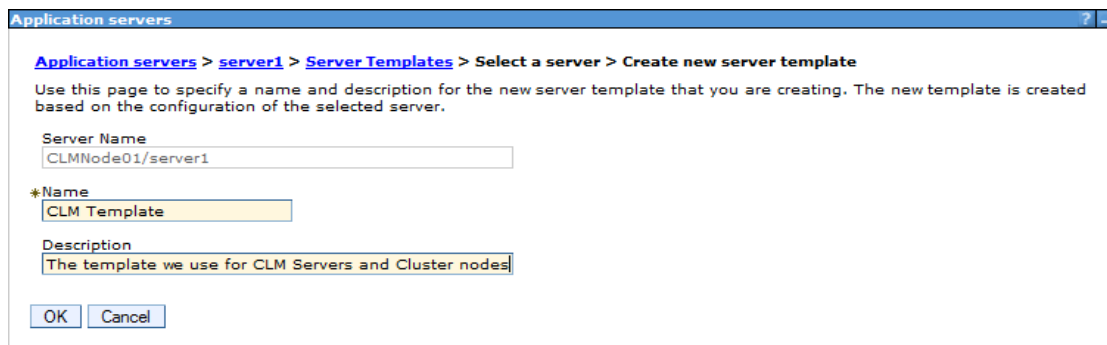 Application servers ? -
Application servers > server1 > Server Templates > Select a server > Create new server template
Use this page to specify a name and description for the new server template that you are creating. The new template is created
based on the configuration of the selected server.
Server Name
CLMNode01/server1
*Name
CLM Template
Description
The template we use for CLM Servers and Cluster nodes
OK Cancel